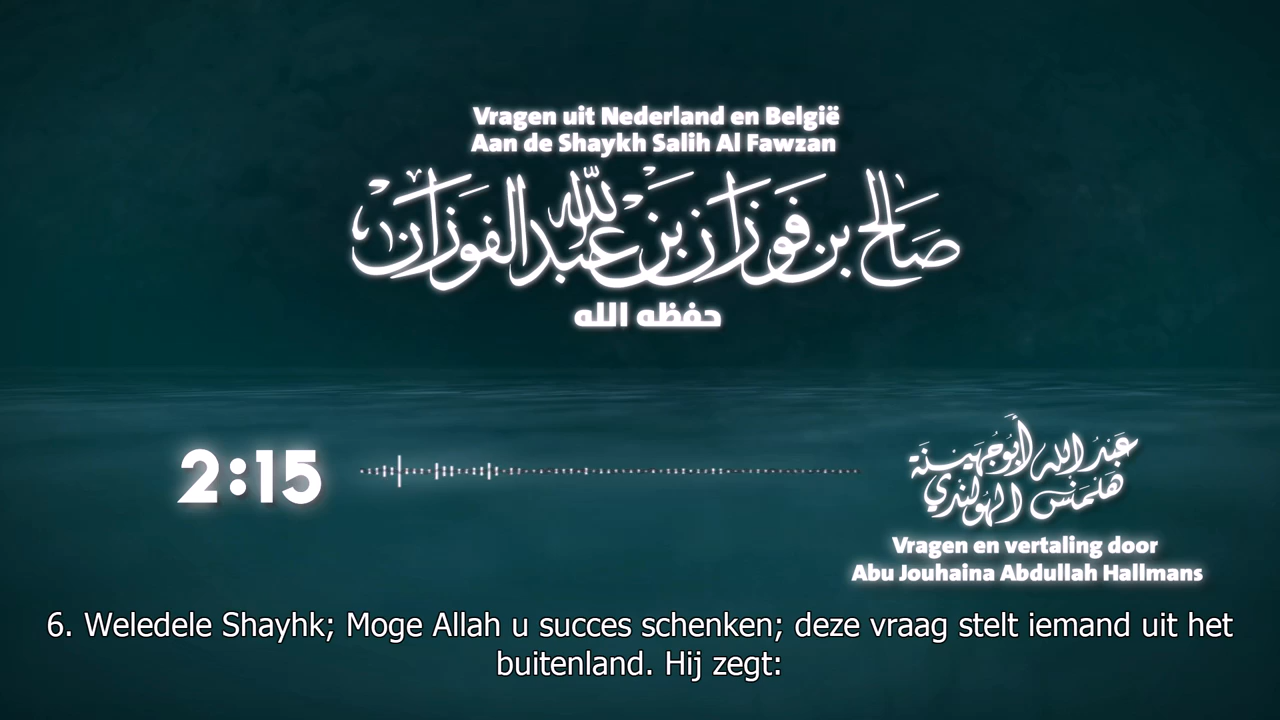 Vragen uit Nederland en België
Aan de Shaykh Salih Al Fawzan
صالح بن فوزان بن عبدالله الفوزان
حفظه الله
2:15
عبدالله أبو جهينة
هلمنس الهولندي
Vragen en vertaling door
Abu Jouhaina Abdullah Hallmans
6. Weledele Shayhk; Moge Allah u succes schenken; deze vraag stelt iemand uit het
buitenland. Hij zegt: